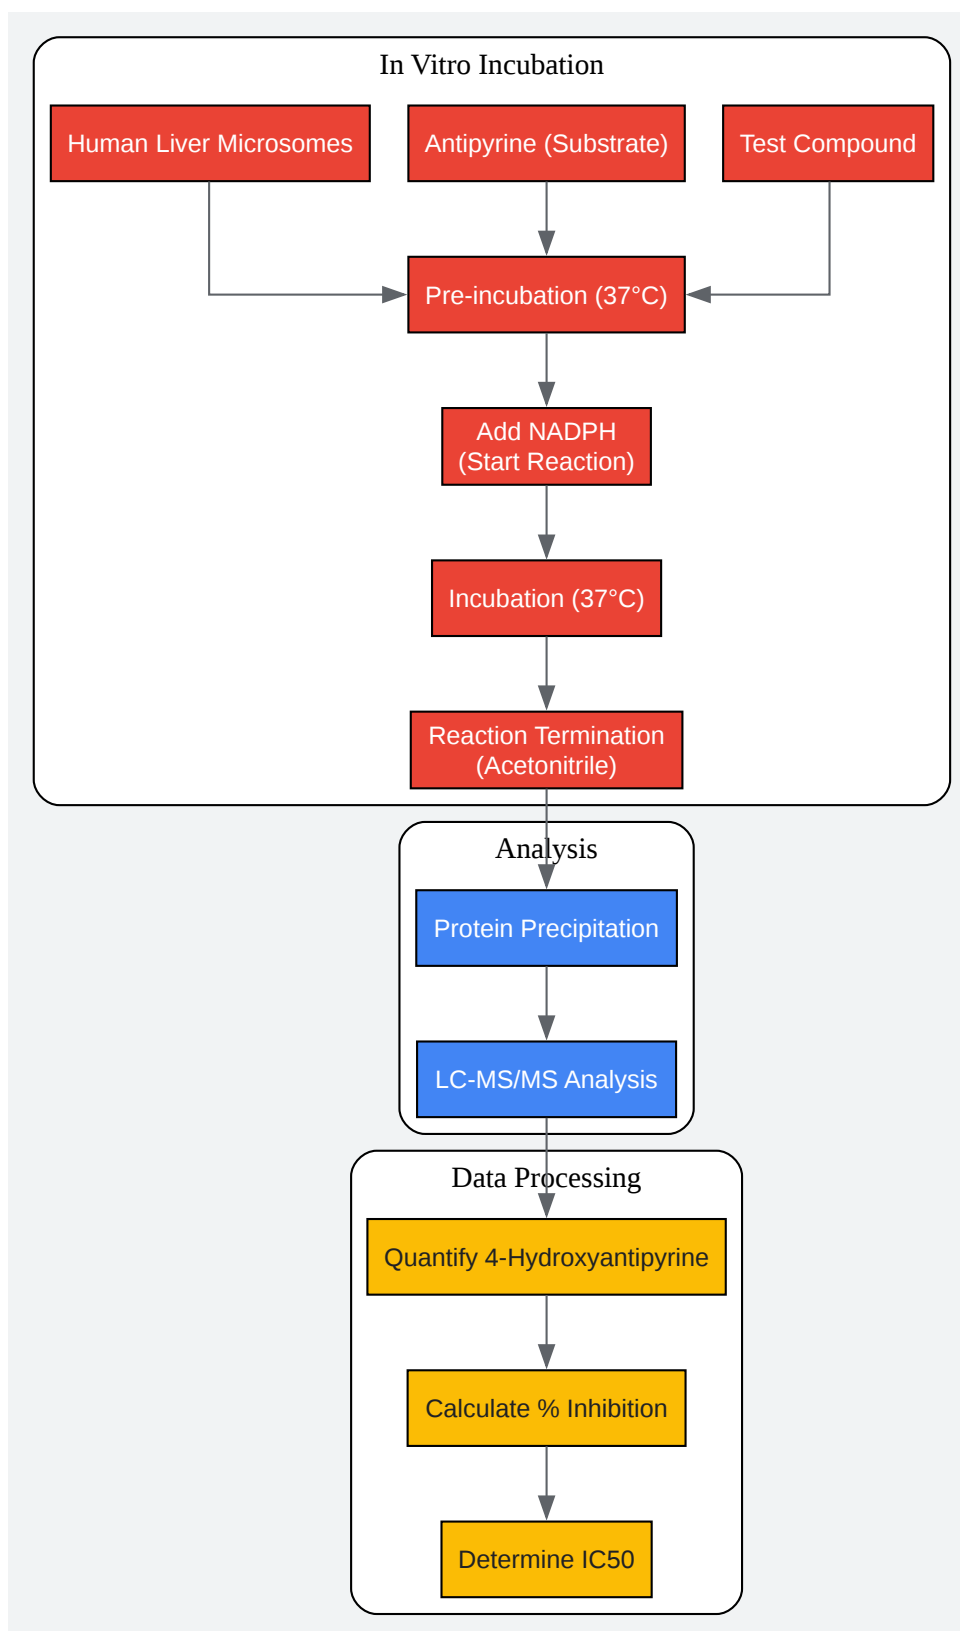 In Vitro Incubation
Human Liver Microsomes
Antipyrine (Substrate)
Test Compound
Pre-incubation (37°C)
Add NADPH
(Start Reaction)
Incubation (37°C)
Reaction Termination
(Acetonitrile)
Analysis
Protein Precipitation
LC-MS/MS Analysis
Data Processing
Quantify 4-Hydroxyantipyrine
Calculate % Inhibition
Determine IC50